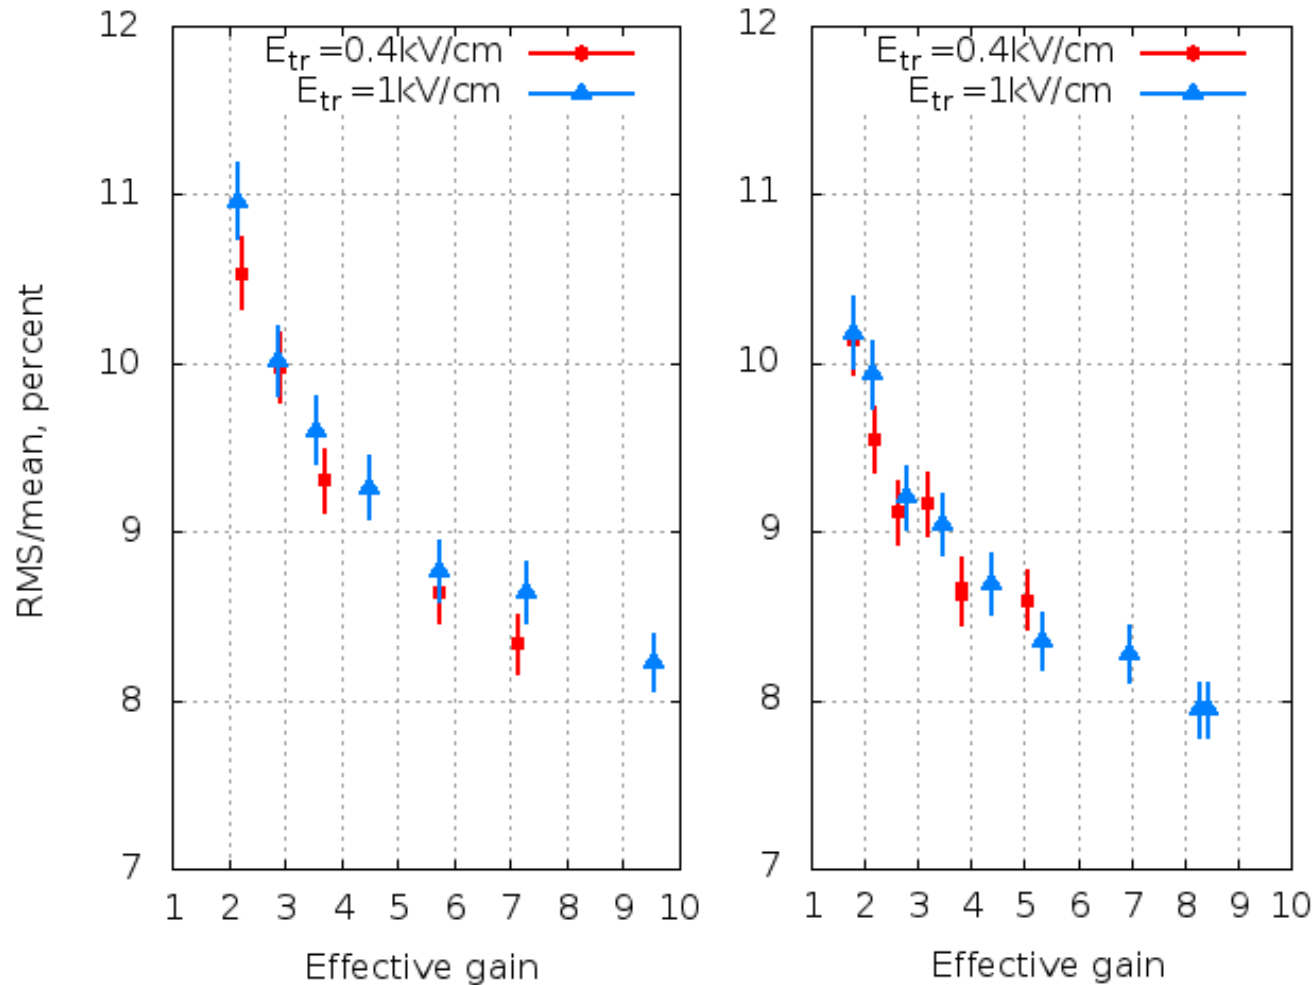 12
11
10
9
8
7
E_tr =0.4kV/cm
E_tr =1kV/cm
1 2 3 4 5 6 7 8 9 10
Effective gain
RMS/mean, percent
12
11
10
9
8
7
E_tr =0.4kV/cm
E_tr =1kV/cm
1 2 3 4 5 6 7 8 9 10
Effective gain